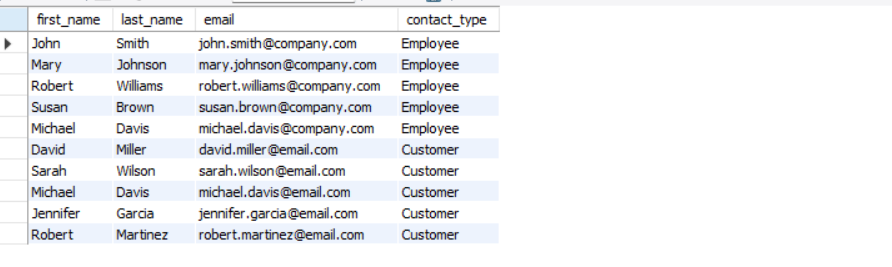 first_name last_name email contact_type
John Smith john.smith@company.com Employee
Mary Johnson mary.johnson@company.com Employee
Robert Williams robert.williams@company.com Employee
Susan Brown susan.brown@company.com Employee
Michael Davis michael.davis@company.com Employee
David Miller david.miller@email.com Customer
Sarah Wilson sarah.wilson@email.com Customer
Michael Davis michael.davis@email.com Customer
Jennifer Garcia jennifer.garcia@email.com Customer
Robert Martinez robert.martinez@email.com Customer